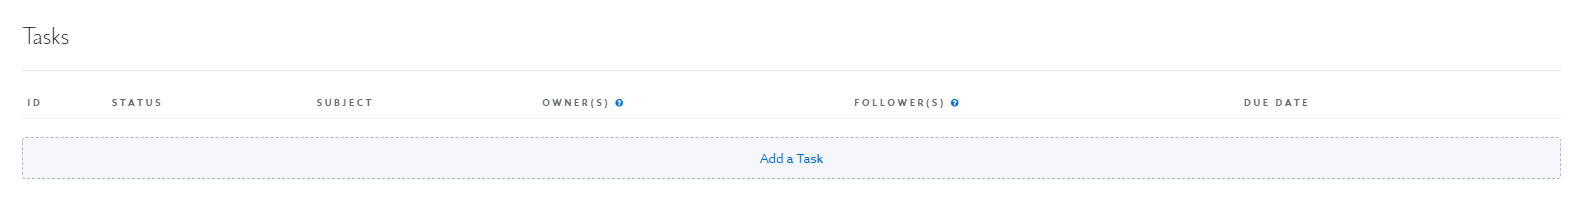 Tasks
ID STATUS SUBJECT OWNER(S) ? FOLLOWER(S) ? DUE DATE
Add a Task